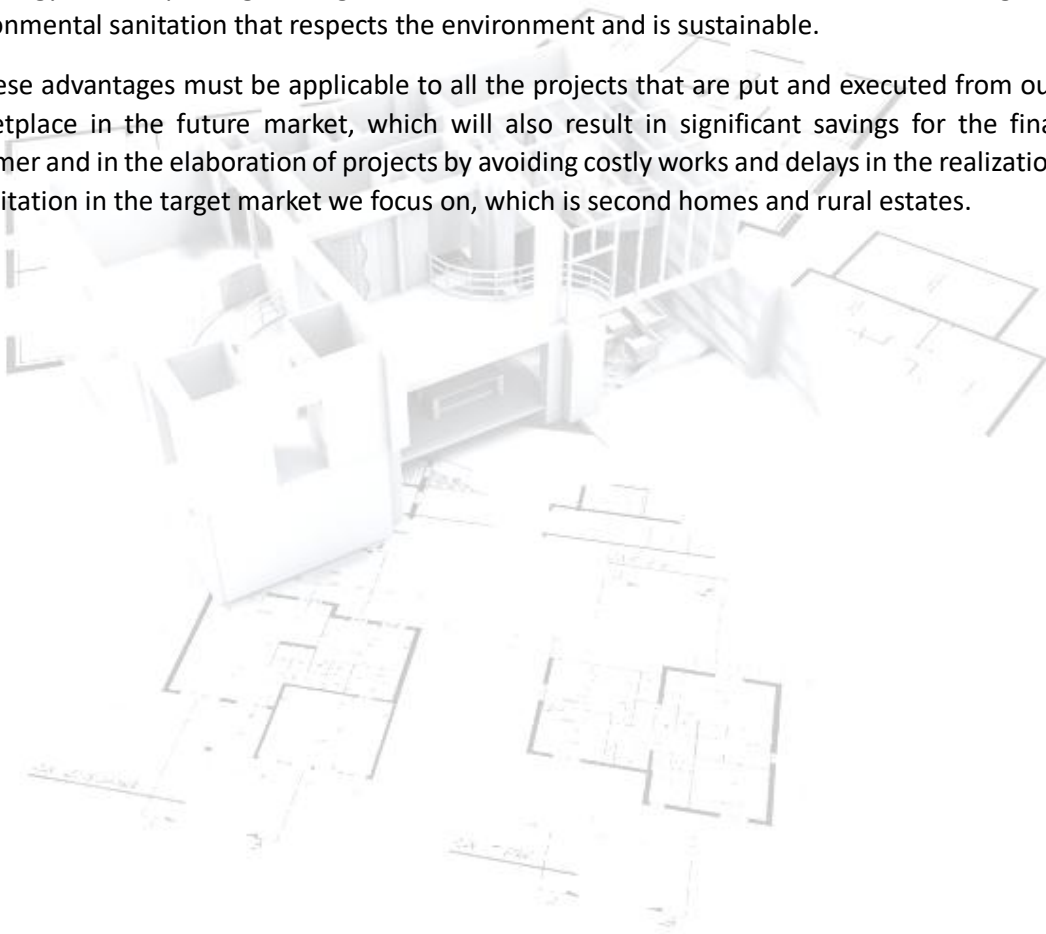 onmental sanitation that respects the environment and is sustainable.
ese advantages must be applicable to all the projects that are put and executed from ou
etplace in the future market, which will also result in significant savings for the fina
mer and in the elaboration of projects by avoiding costly works and delays in the realization
itation in the target market we focus on, which is second homes and rural estates.